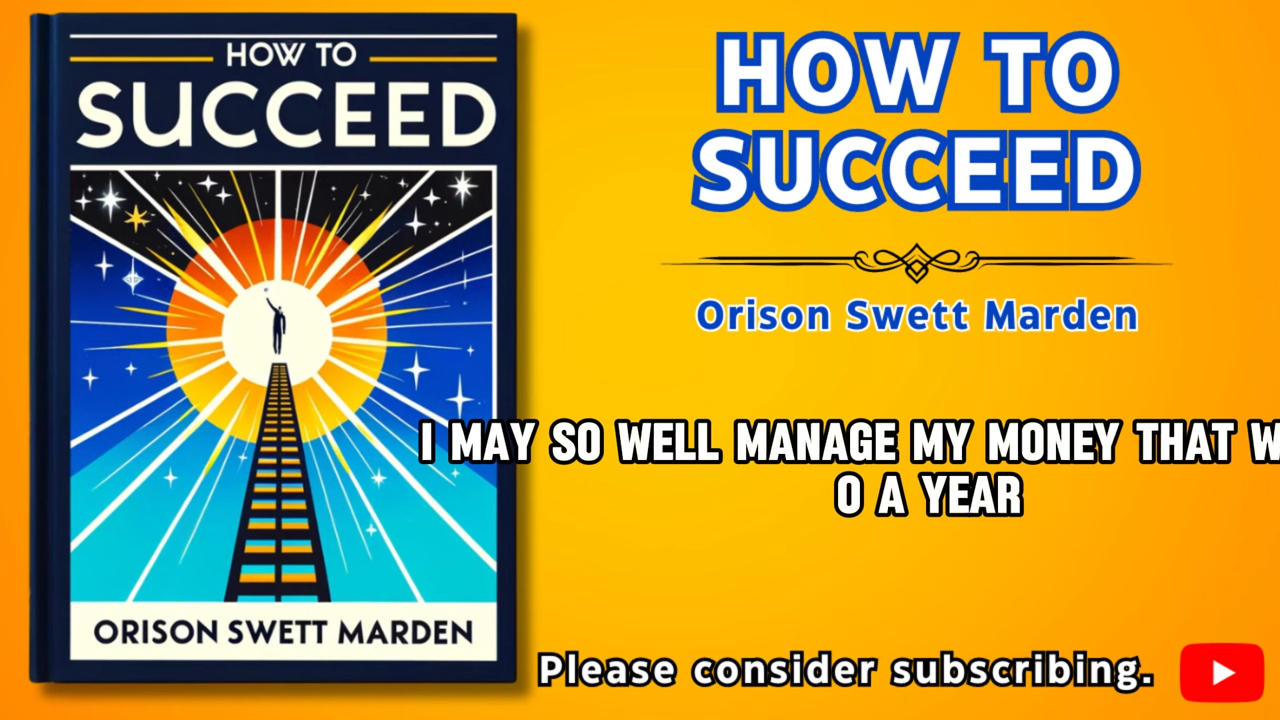 HOW TO
SUCCEED
ORISON SWETT MARDEN
HOW TO
SUCCEED
Orison Swett Marden
I MAY SO WELL MANAGE MY MONEY THAT
0 A YEAR
Please consider subscribing.